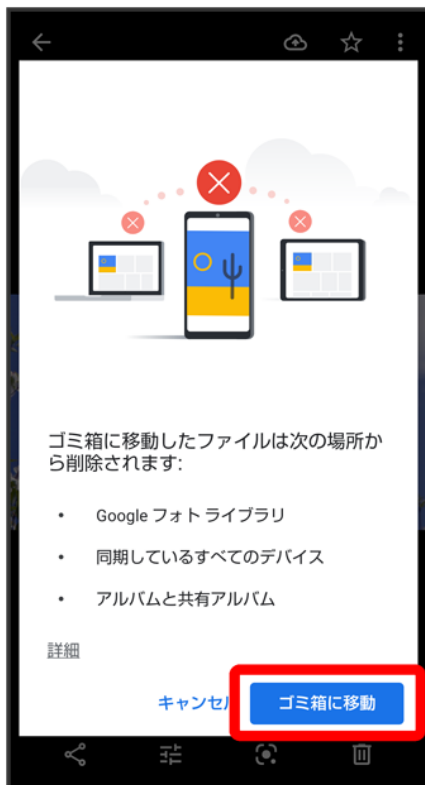 ゴミ箱に移動したファイルは次の場所か
ら削除されます:
• Google フォト ライブラリ
• 同期しているすべてのデバイス
• アルバムと共有アルバム
詳細
キャンセル ゴミ箱に移動